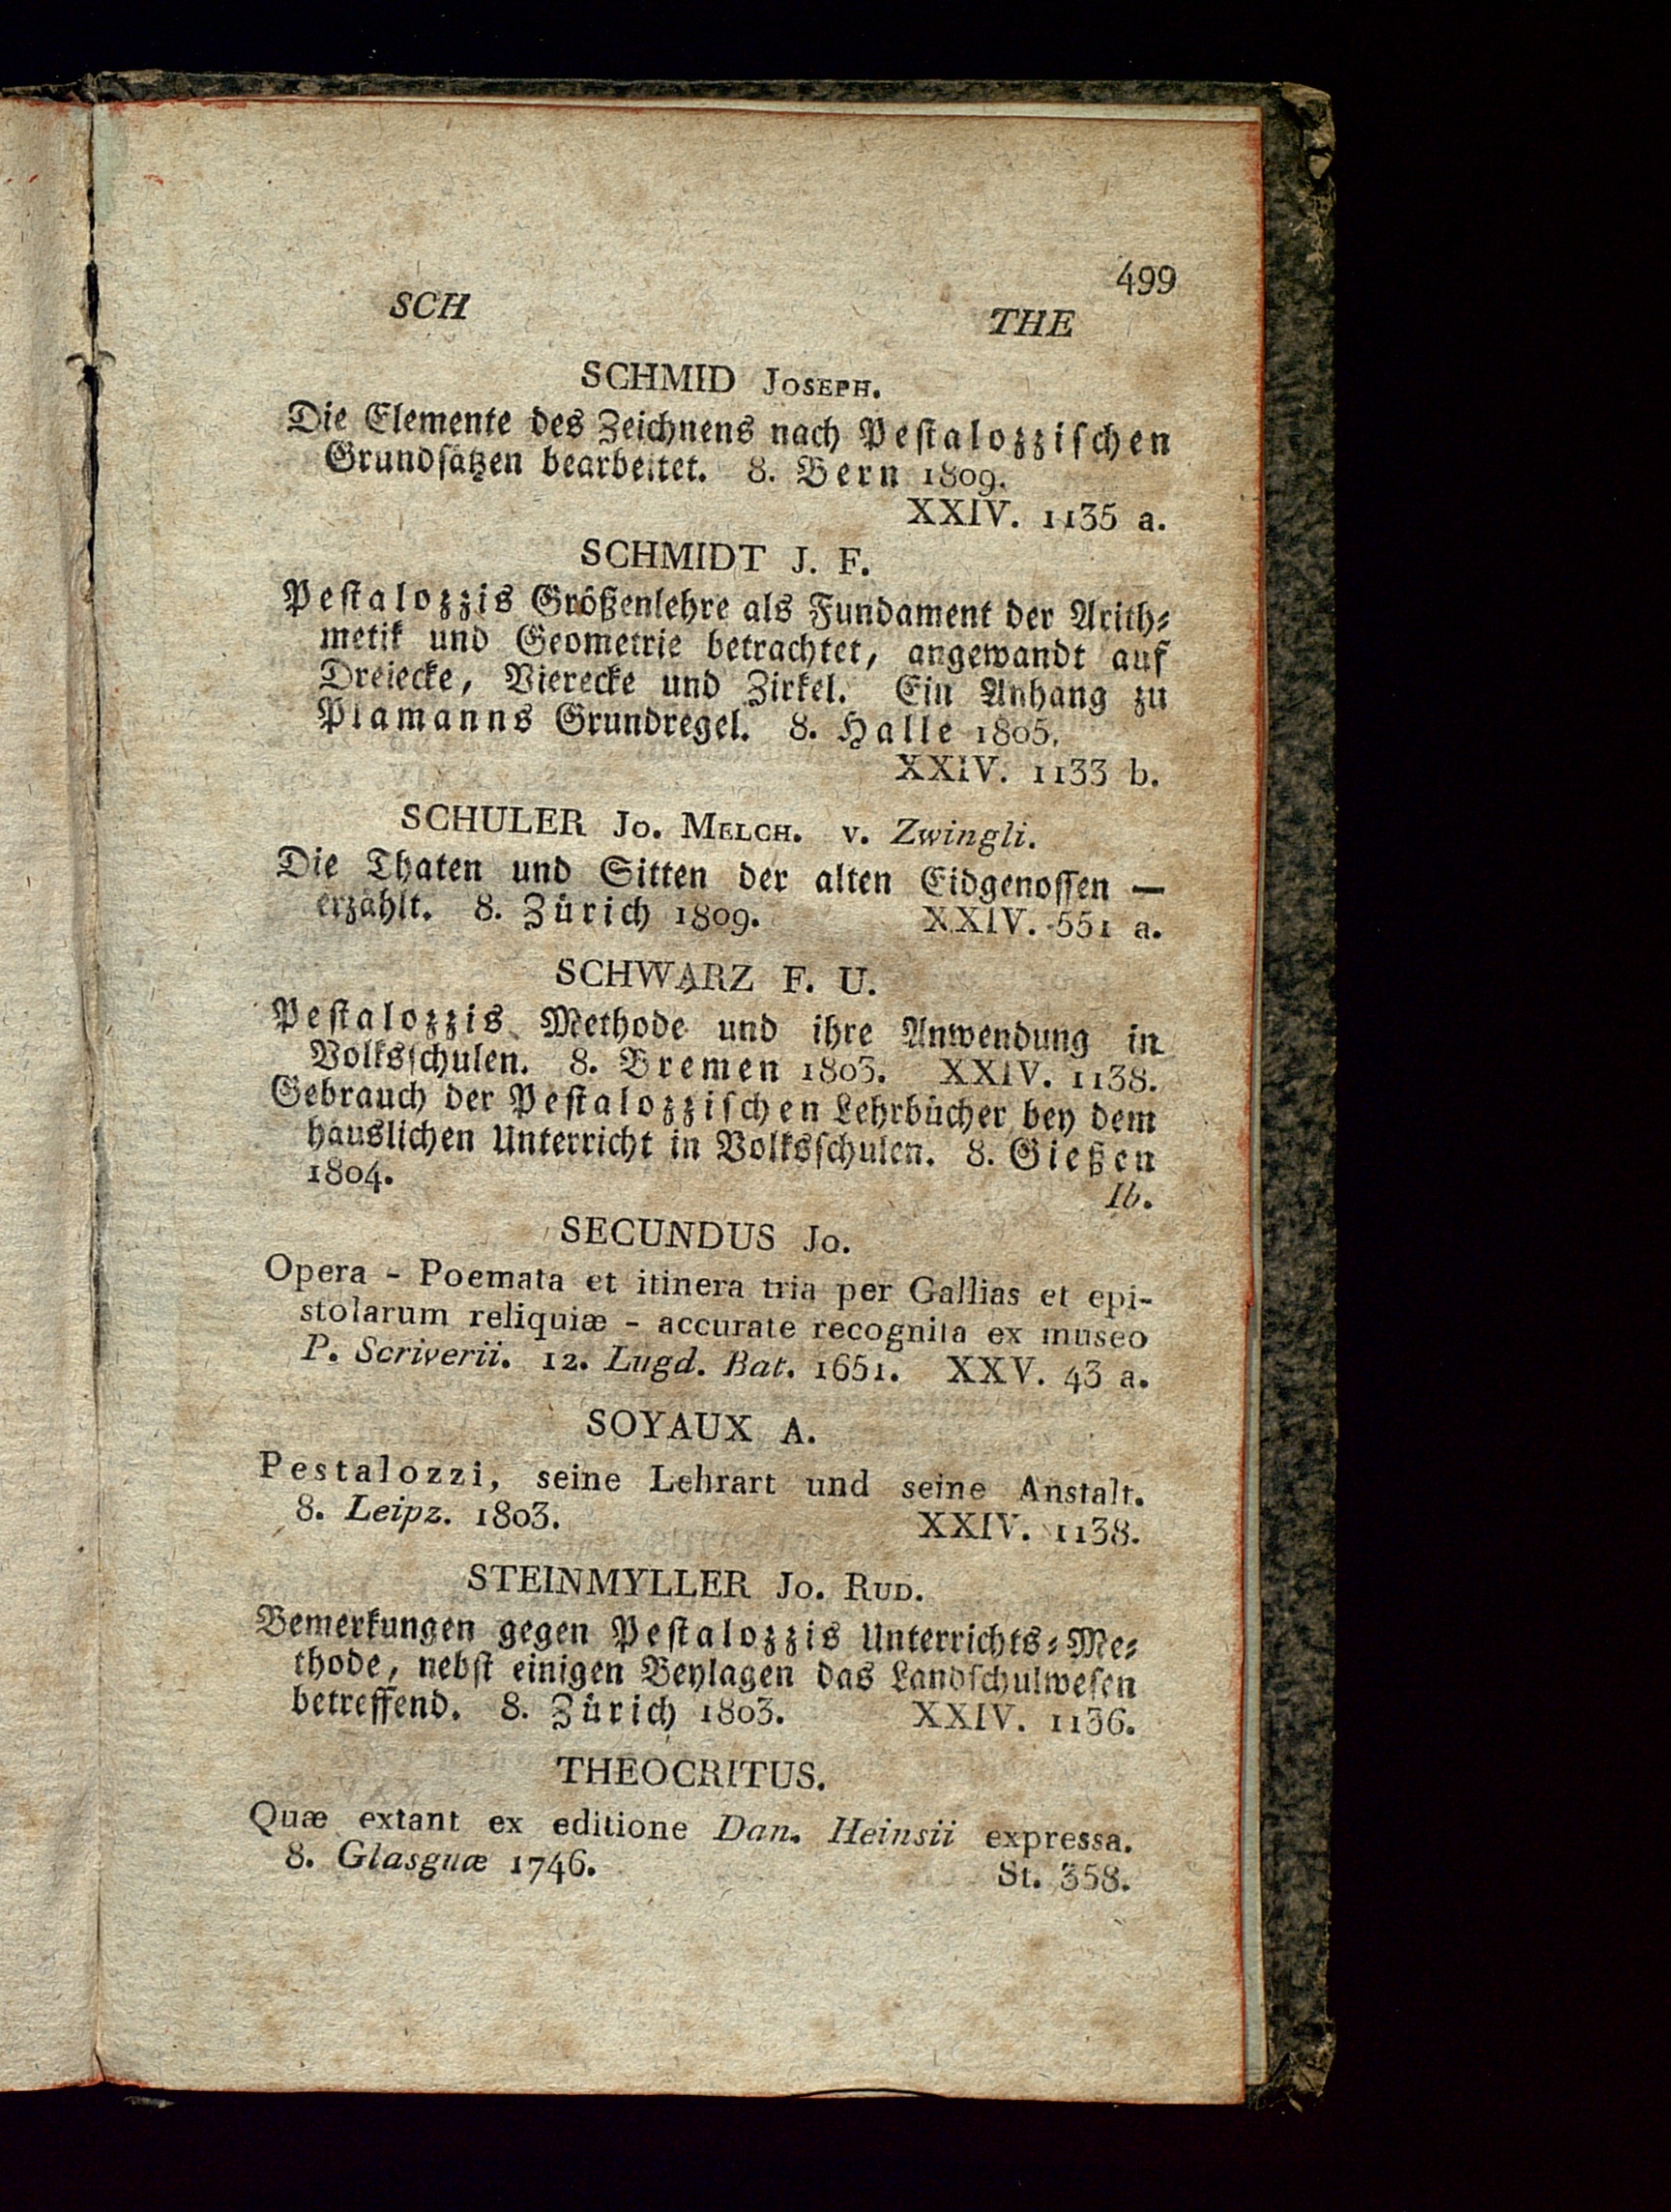 499
SCH THE
SCHMID JOSEPH.
Die Elemente des Zeichnens nach Pestalozzischen
Grundsätzen bearbeitet. 8. Bern 1809.
XXIV. 1135 a.
SCHMIDT J. F.
Pestalozzis Größenlehre als Fundament der Arith-
metik und Geometrie betrachtet, angewandt auf
Dreiecke, Vierecke und Zirkel. Ein Anhang zu
Plamanns Grundregel. 8. Halle 1805.
XXIV. 1133 b.
SCHULER JO. MELCH. v. Zwingli.
Die Thaten und Sitten der alten Eidgenossen —
erzählt. 8. Zürich 1809. XXIV. 551 a.
SCHWARZ F. U.
Pestalozzis Methode und ihre Anwendung in
Volksschulen. 8. Bremen 1803. XXIV. 1138.
Gebrauch der Pestalozzischen Lehrbücher bey dem
häuslichen Unterricht in Volksschulen. 8. Gießen
1804. Ib.
SECUNDUS JO.
Opera - Poemata et itinera tria per Gallias et epi-
stolarum reliquiæ - accurate recognita ex museo
P. Scriverii. 12. Lugd. Bat. 1651. XXV. 43 a.
SOYAUX A.
Pestalozzi, seine Lehrart und seine Anstalt.
8. Leipz. 1803. XXIV. 1138.
STEINMYLLER JO. RUD.
Bemerkungen gegen Pestalozzis Unterrichts-Me-
thode, nebst einigen Beylagen das Landschulwesen
betreffend. 8. Zürich 1803. XXIV. 1136.
THEOCRITUS.
Quæ extant ex editione Dan. Heinsii expressa.
8. Glasguæ 1746. St. 358.